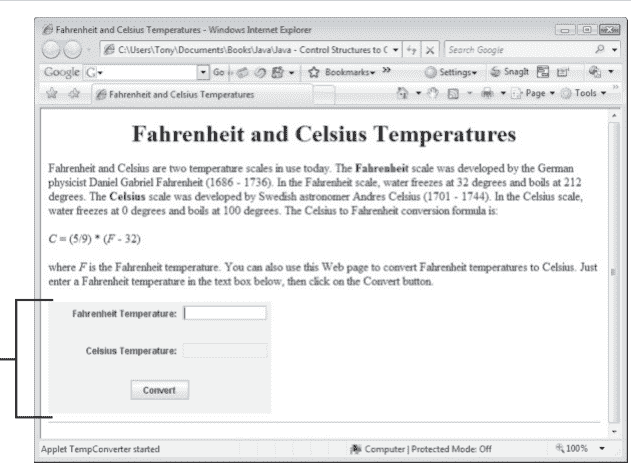 Fahrenheit and Celsius Temperatures - Windows Internet Explorer
C:\Users\Tony\Documents\Books\Java\Java - Control Structures to C
Search Google
Google
Go
Bookmarks
Settings
SnagIt
Fahrenheit and Celsius Temperatures
Page
Tools
Fahrenheit and Celsius Temperatures
Fahrenheit and Celsius are two temperature scales in use today. The Fahrenheit scale was developed by the German
physicist Daniel Gabriel Fahrenheit (1686 - 1736). In the Fahrenheit scale, water freezes at 32 degrees and boils at 212
degrees. The Celsius scale was developed by Swedish astronomer Andres Celsius (1701 - 1744). In the Celsius scale,
water freezes at 0 degrees and boils at 100 degrees. The Celsius to Fahrenheit conversion formula is:
C = (5/9) * (F - 32)
where F is the Fahrenheit temperature. You can also use this Web page to convert Fahrenheit temperatures to Celsius. Just
enter a Fahrenheit temperature in the text box below, then click on the Convert button.
Fahrenheit Temperature:
Celsius Temperature:
Convert
Applet TempConverter started
Computer | Protected Mode: Off
100%